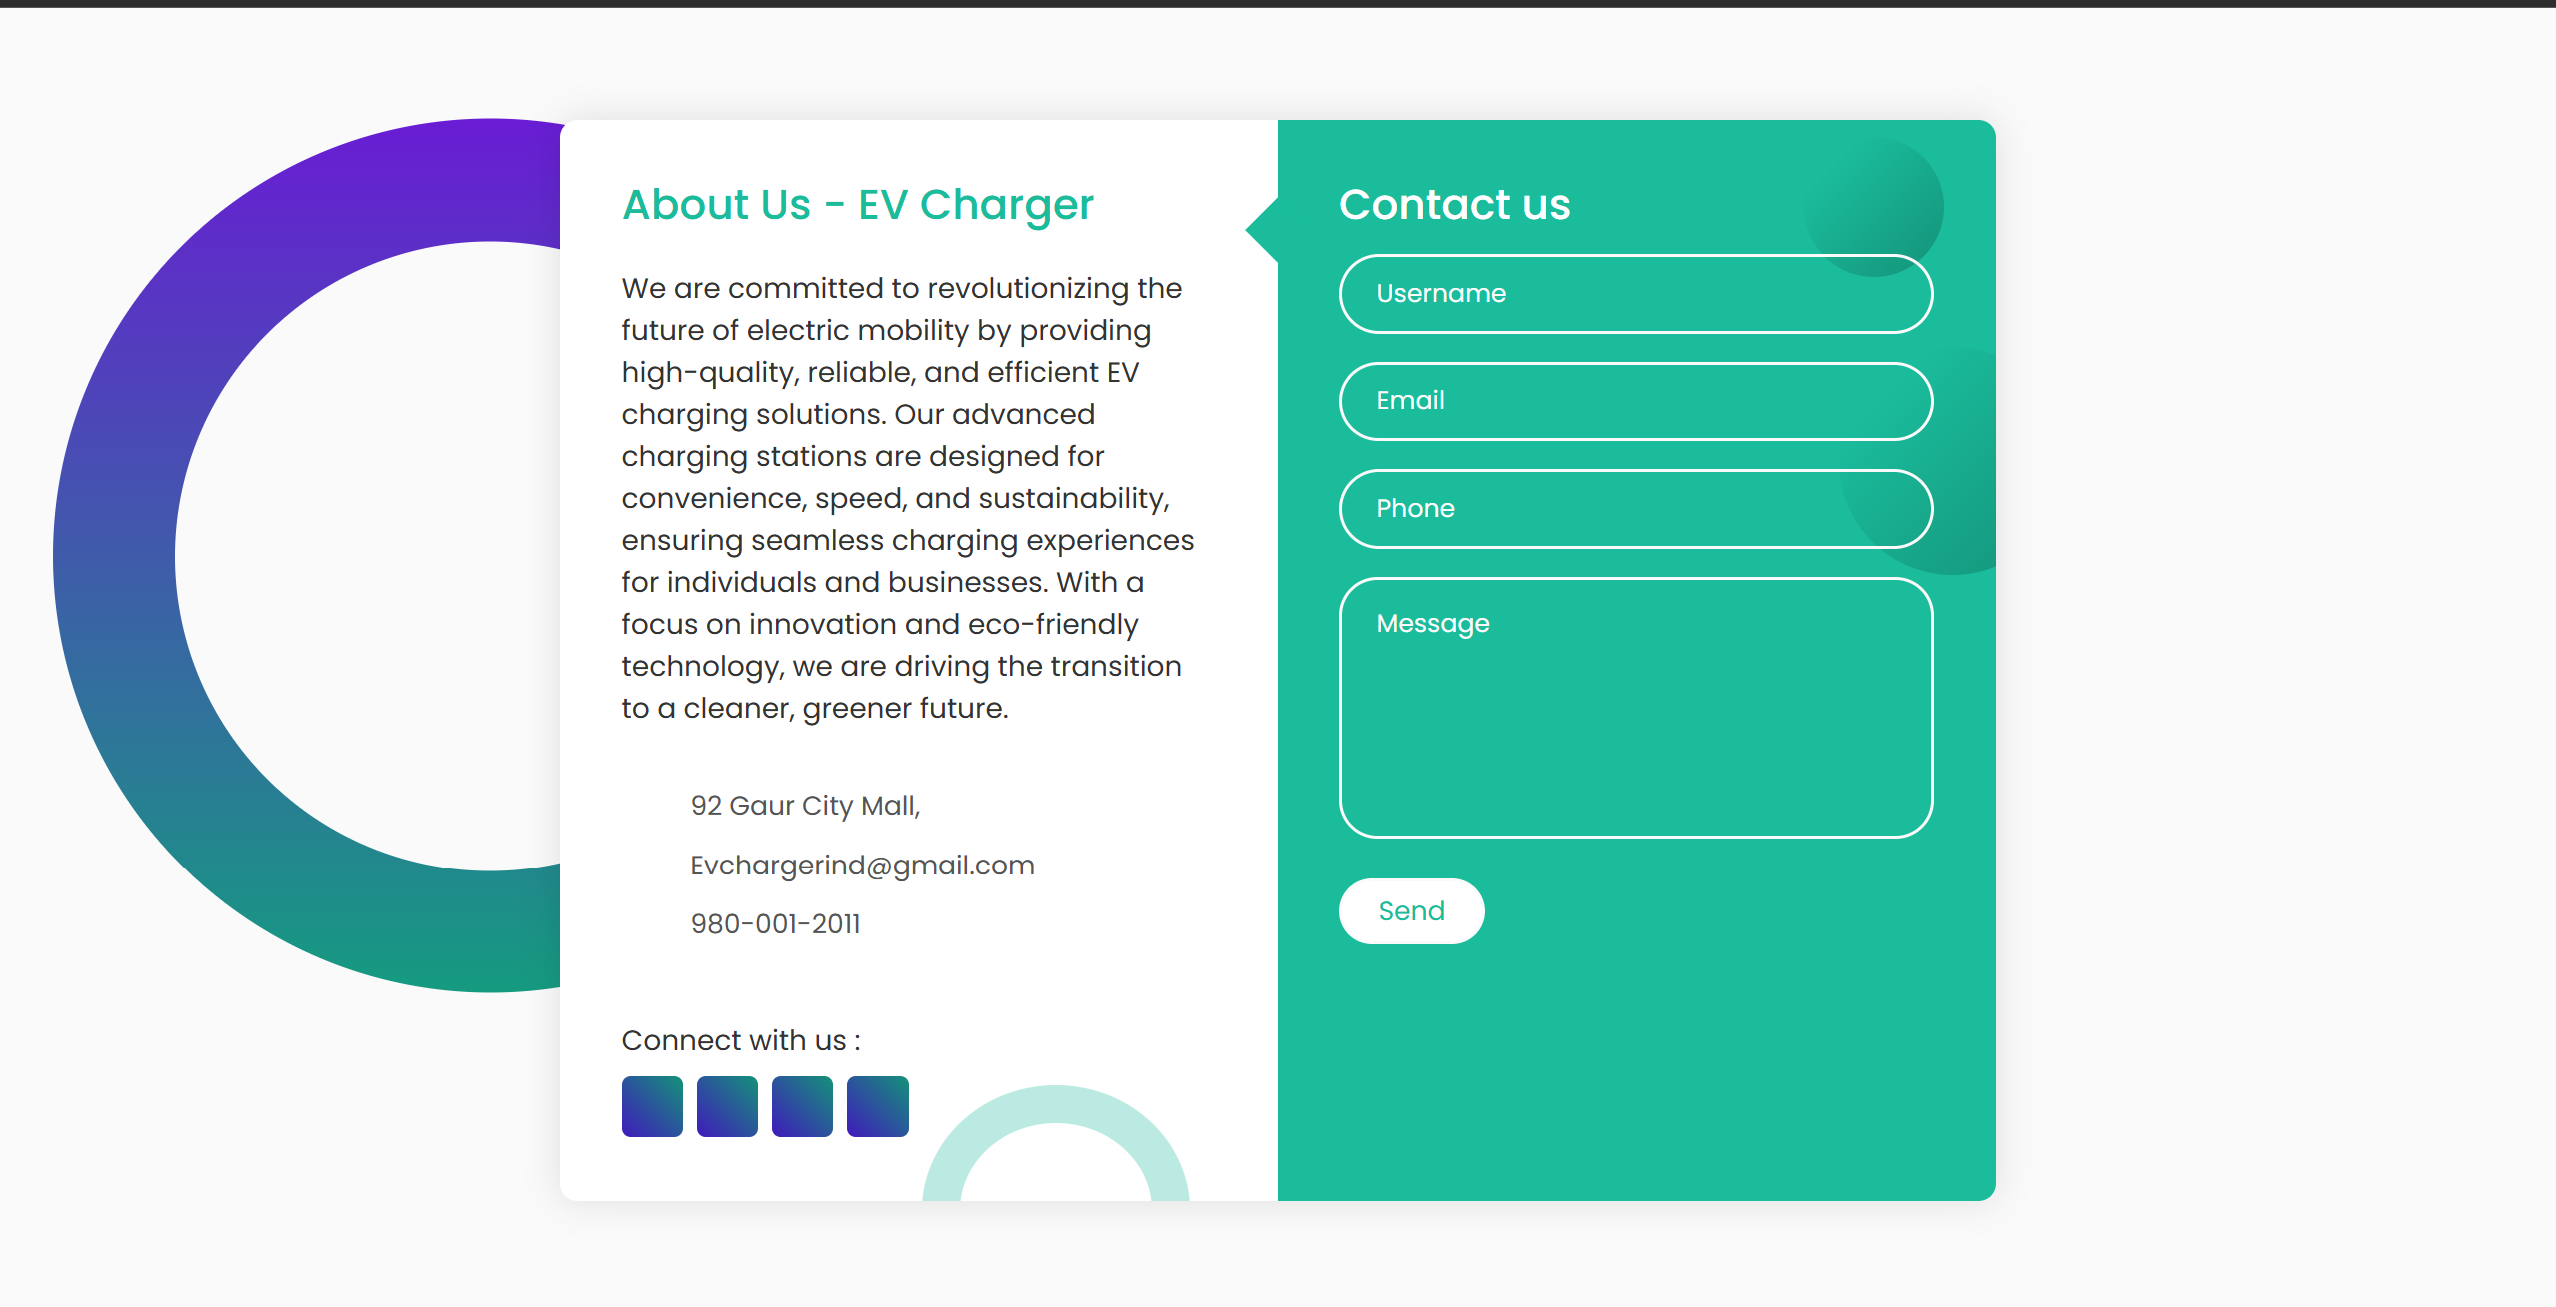 About Us - EV Charger
We are committed to revolutionizing the
future of electric mobility by providing
high-quality, reliable, and efficient EV
charging solutions. Our advanced
charging stations are designed for
convenience, speed, and sustainability,
ensuring seamless charging experiences
for individuals and businesses. With a
focus on innovation and eco-friendly
technology, we are driving the transition
to a cleaner, greener future.
92 Gaur City Mall,
Evchargerind@gmail.com
980-001-2011
Connect with us :
Contact us
Username
Email
Phone
Message
Send